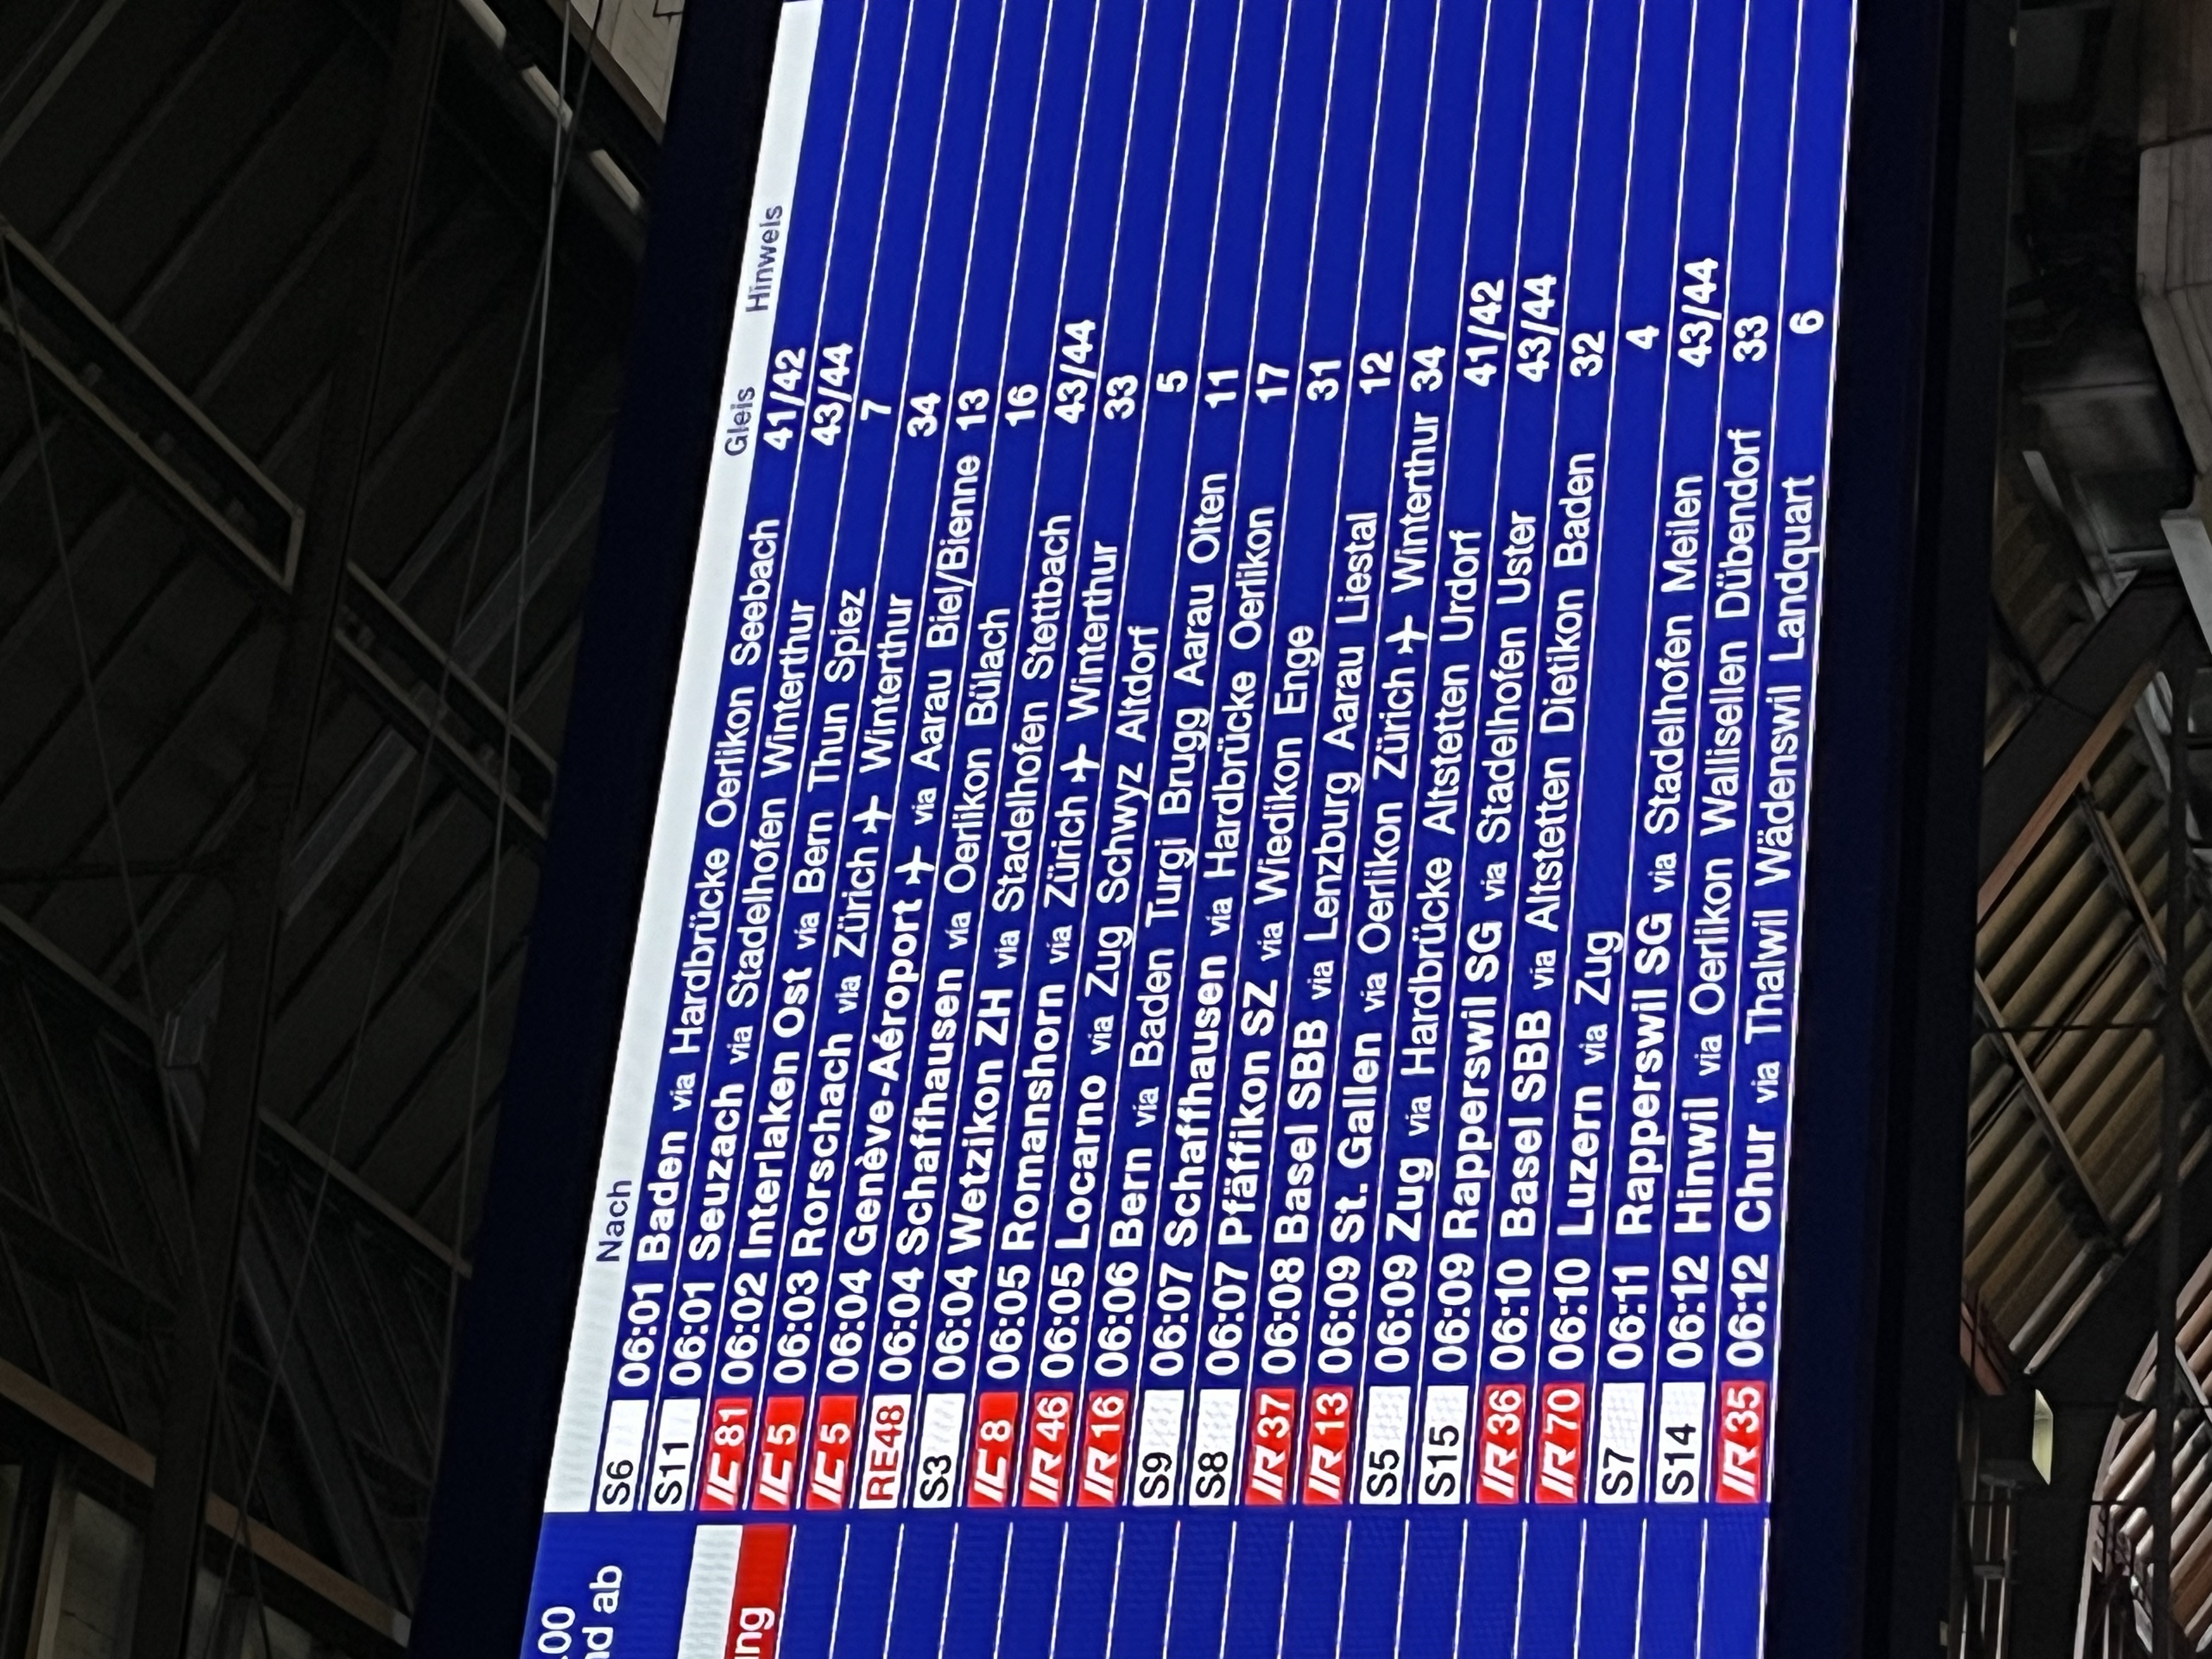 .00
nd ab
ung
Nach Gleis Hinweis
S6 06:01 Baden via Hardbrücke Oerlikon Seebach 41/42
S11 06:01 Seuzach via Stadelhofen Winterthur 43/44
IC 81 06:02 Interlaken Ost via Bern Thun Spiez 7
IC 5 06:03 Rorschach via Zürich ✈ Winterthur 34
IC 5 06:04 Genève-Aéroport ✈ via Aarau Biel/Bienne 13
RE48 06:04 Schaffhausen via Oerlikon Bülach 16
S3 06:04 Wetzikon ZH via Stadelhofen Stettbach 43/44
IC 8 06:05 Romanshorn via Zürich ✈ Winterthur 33
IR 46 06:05 Locarno via Zug Schwyz Altdorf 5
IR 16 06:06 Bern via Baden Turgi Brugg Aarau Olten 11
S9 06:07 Schaffhausen via Hardbrücke Oerlikon 17
S8 06:07 Pfäffikon SZ via Wiedikon Enge 31
IR 37 06:08 Basel SBB via Lenzburg Aarau Liestal 12
IR 13 06:09 St. Gallen via Oerlikon Zürich ✈ Winterthur 34
S5 06:09 Zug via Hardbrücke Altstetten Urdorf 41/42
S15 06:09 Rapperswil SG via Stadelhofen Uster 43/44
IR 36 06:10 Basel SBB via Altstetten Dietikon Baden 32
IR 70 06:10 Luzern via Zug 4
S7 06:11 Rapperswil SG via Stadelhofen Meilen 43/44
S14 06:12 Hinwil via Oerlikon Wallisellen Dübendorf 33
IR 35 06:12 Chur via Thalwil Wädenswil Landquart 6